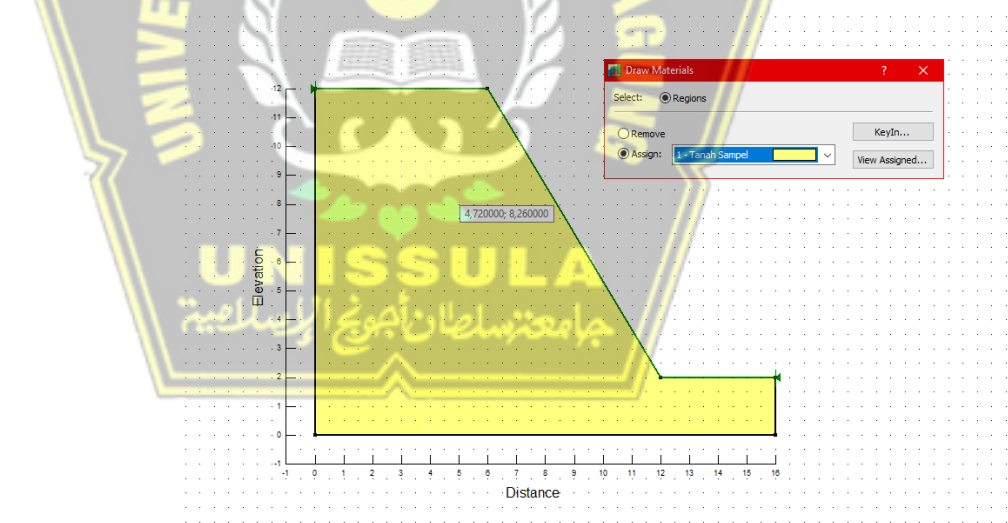 Draw Materials ? ✕
Select: Regions
Remove
KeyIn...
Assign: 1 - Tanah Sampel
View Assigned...
12
11
10
9
8
4,720000; 8,260000
7
6
5
4
3
2
1
0
-1
Elevation
-1 0 1 2 3 4 5 6 7 8 9 10 11 12 13 14 15 16
Distance
UNISSULA
جامعترسلطان أجونج الإسلامية